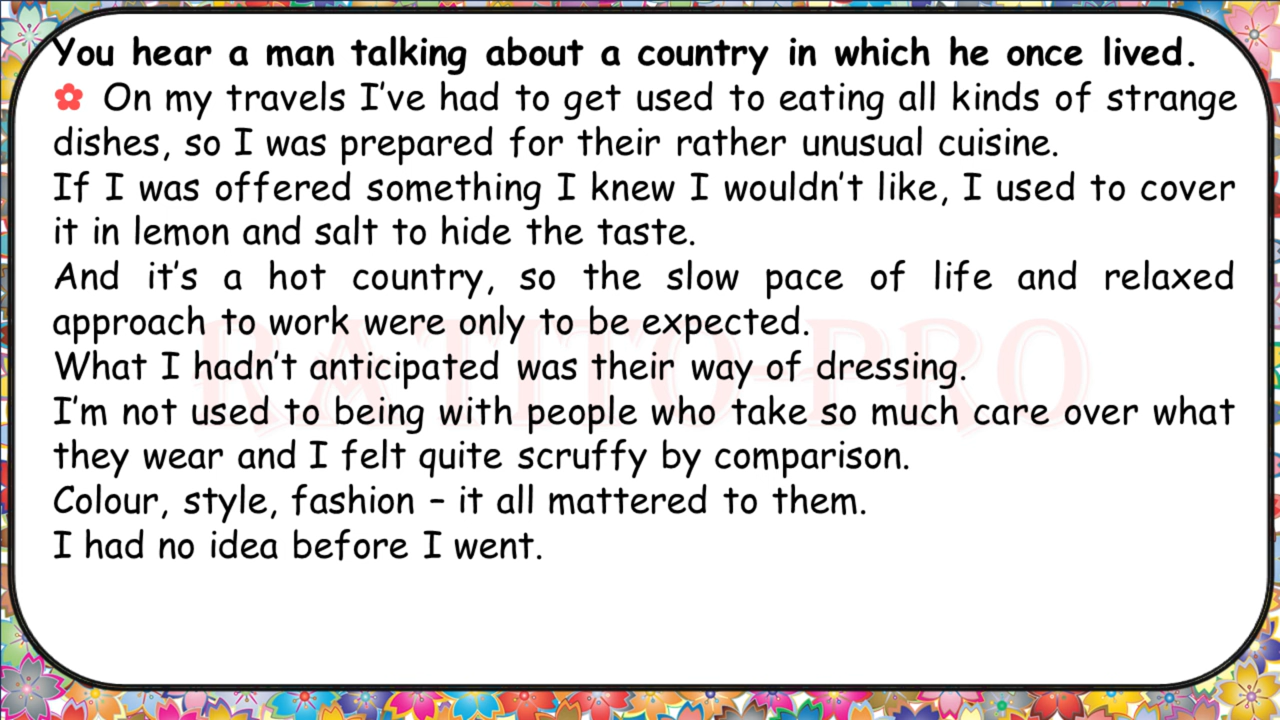 You hear a man talking about a country in which he once lived.
On my travels I've had to get used to eating all kinds of strange
dishes, so I was prepared for their rather unusual cuisine.
If I was offered something I knew I wouldn't like, I used to cover
it in lemon and salt to hide the taste.
And it's a hot country, so the slow pace of life and relaxed
approach to work were only to be expected.
What I hadn't anticipated was their way of dressing.
I'm not used to being with people who take so much care over what
they wear and I felt quite scruffy by comparison.
Colour, style, fashion – it all mattered to them.
I had no idea before I went.
RATITO PRO